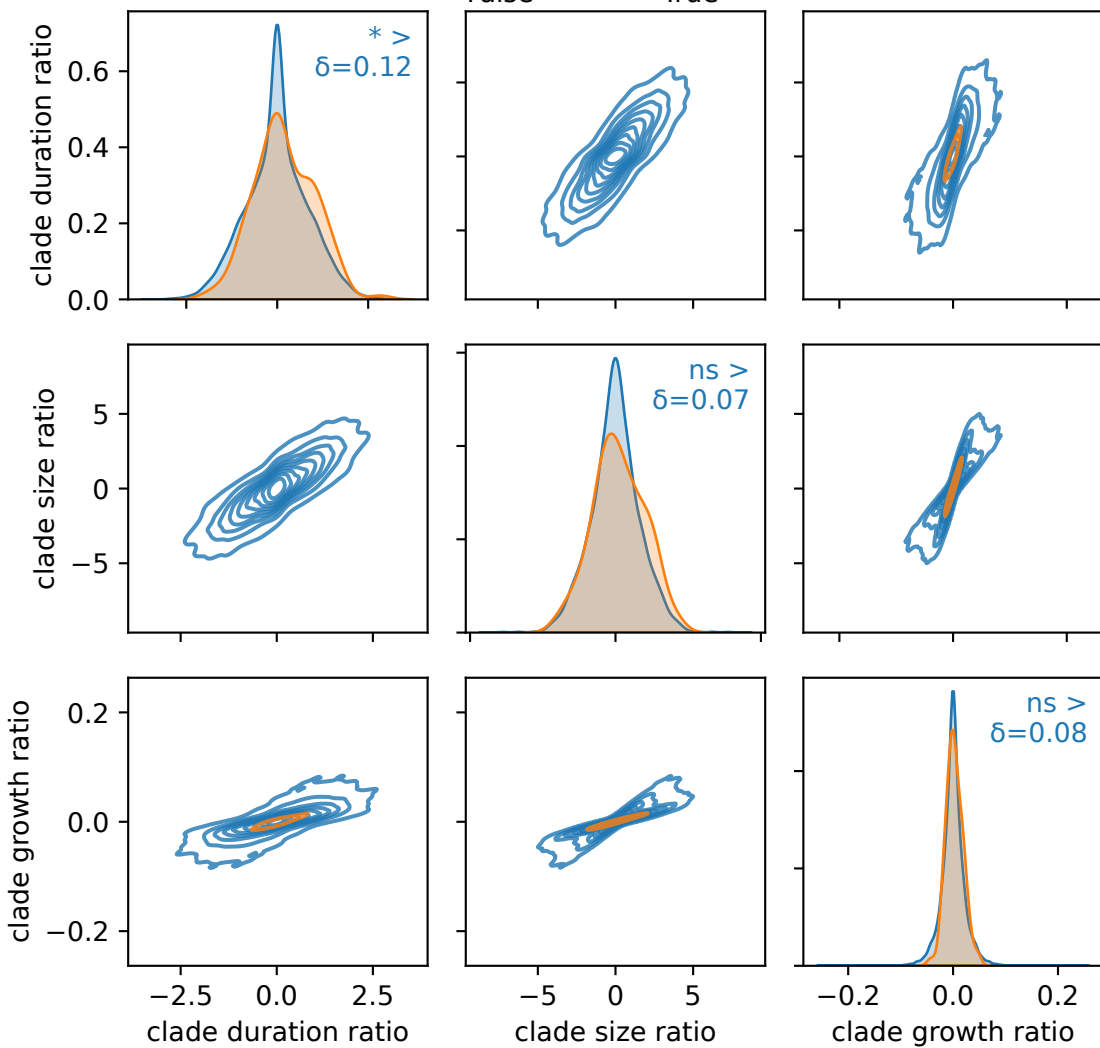 clade duration ratio
0.6
0.4
0.2
0.0
* >
δ=0.12
clade size ratio
5
0
−5
ns >
δ=0.07
clade growth ratio
0.2
0.0
−0.2
ns >
δ=0.08
−2.5 0.0 2.5
−5 0 5
−0.2 0.0 0.2
clade duration ratio
clade size ratio
clade growth ratio